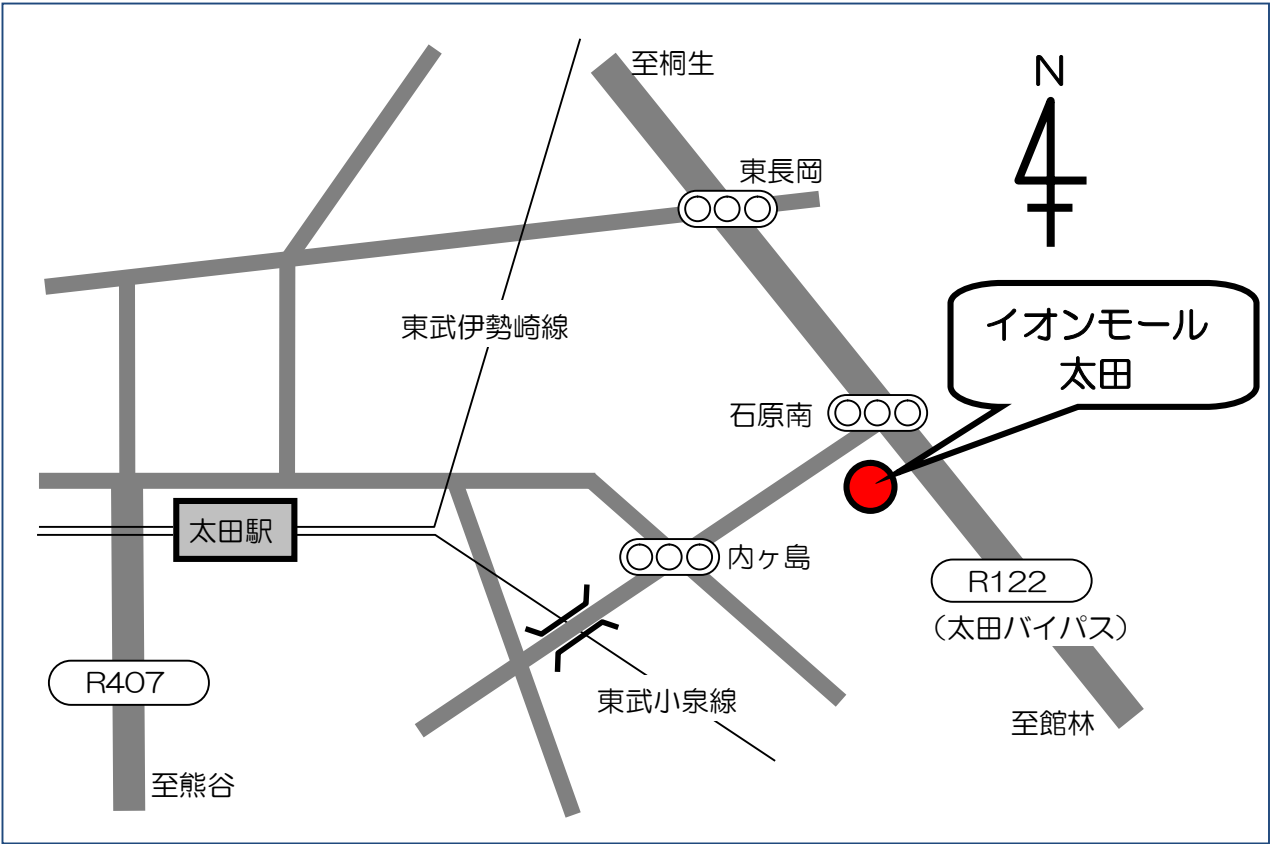 至桐生
N
東長岡
イオンモール
太田
東武伊勢崎線
石原南
太田駅
内ヶ島
R122
（太田バイパス）
R407
東武小泉線
至館林
至熊谷